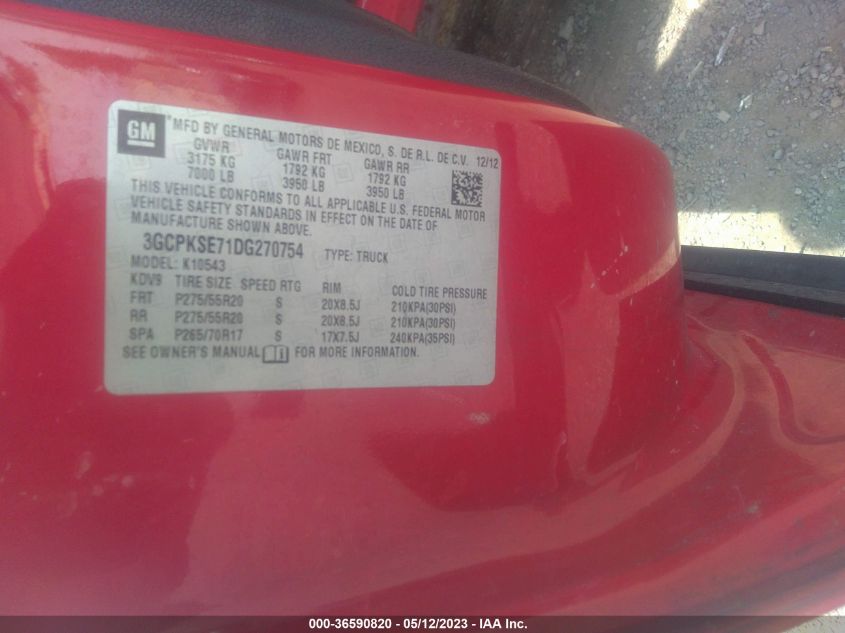 GM
MFD BY GENERAL MOTORS DE MEXICO, S. DE R.L. DE C.V. 12/12
GVWR GAWR FRT GAWR RR
3175 KG 1792 KG 1792 KG
7000 LB 3950 LB 3950 LB
THIS VEHICLE CONFORMS TO ALL APPLICABLE U.S. FEDERAL MOTOR
VEHICLE SAFETY STANDARDS IN EFFECT ON THE DATE OF
MANUFACTURE SHOWN ABOVE.
3GCPKSE71DG270754 TYPE: TRUCK
MODEL: K10543
KDV9 TIRE SIZE SPEED RTG RIM COLD TIRE PRESSURE
FRT P275/55R20 S 20X8.5J 210KPA(30PSI)
RR P275/55R20 S 20X8.5J 210KPA(30PSI)
SPA P265/70R17 S 17X7.5J 240KPA(35PSI)
SEE OWNER'S MANUAL FOR MORE INFORMATION.
000-36590820 - 05/12/2023 - IAA Inc.